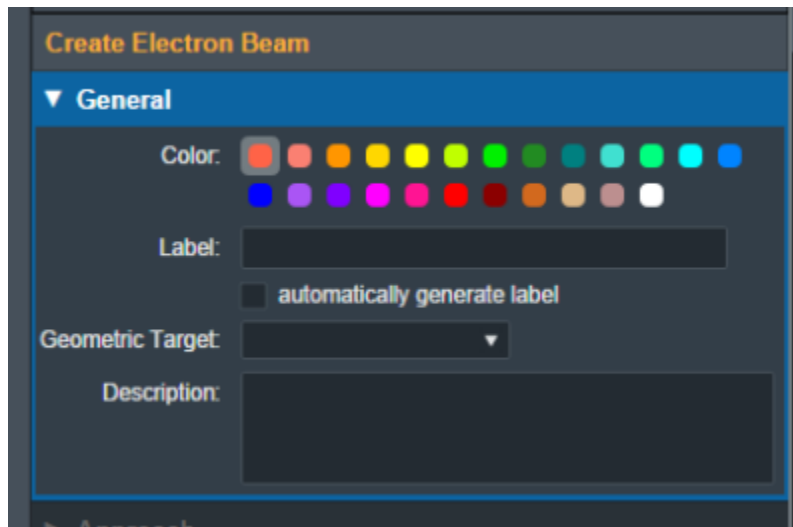 Create Electron Beam
▼ General
Color:
Label:
automatically generate label
Geometric Target:
Description: